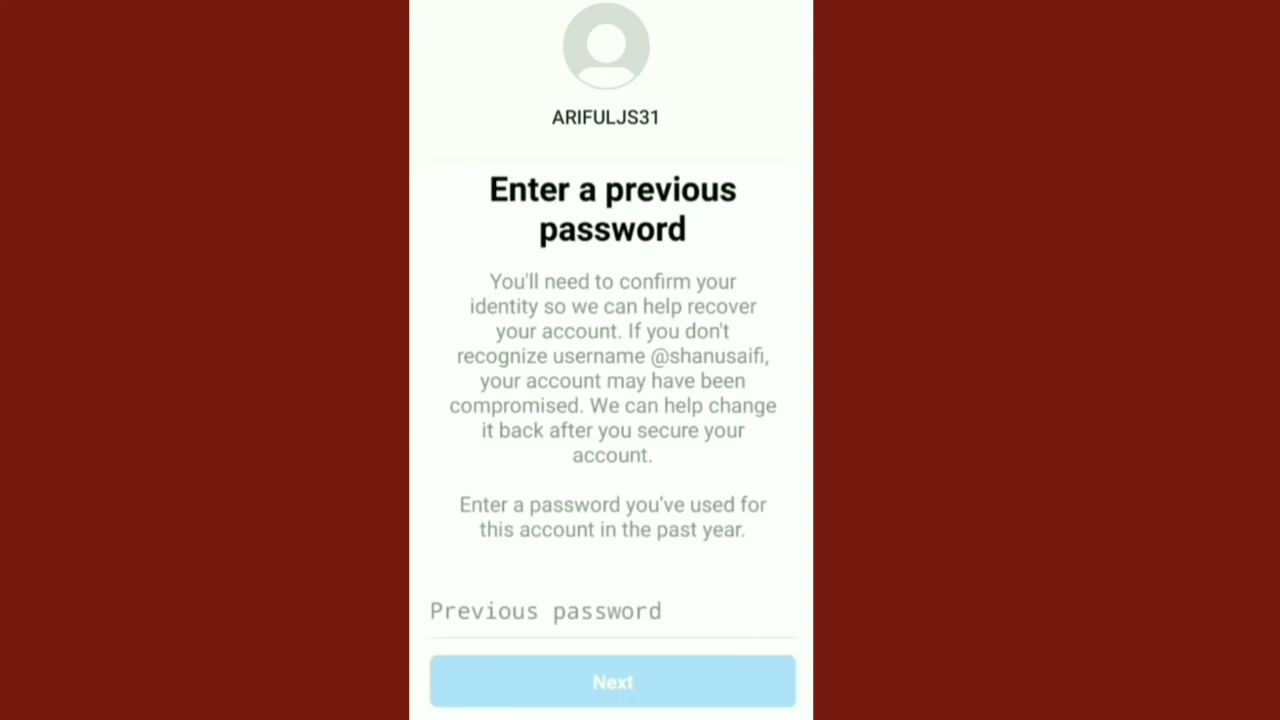 ARIFULJS31
Enter a previous
password
You'll need to confirm your
identity so we can help recover
your account. If you don't
recognize username @shanusaifi,
your account may have been
compromised. We can help change
it back after you secure your
account.
Enter a password you've used for
this account in the past year.
Previous password
Next